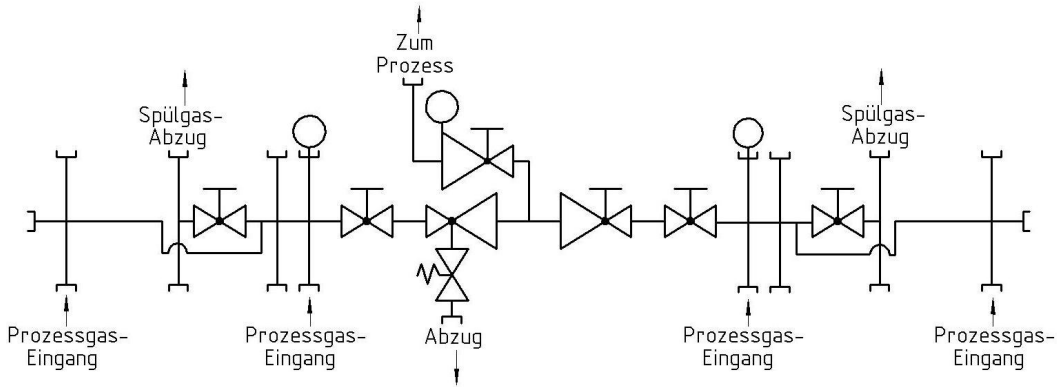 Zum
Prozess
Spülgas-
Abzug
Spülgas-
Abzug
Prozessgas-
Eingang
Prozessgas-
Eingang
Abzug
Prozessgas-
Eingang
Prozessgas-
Eingang